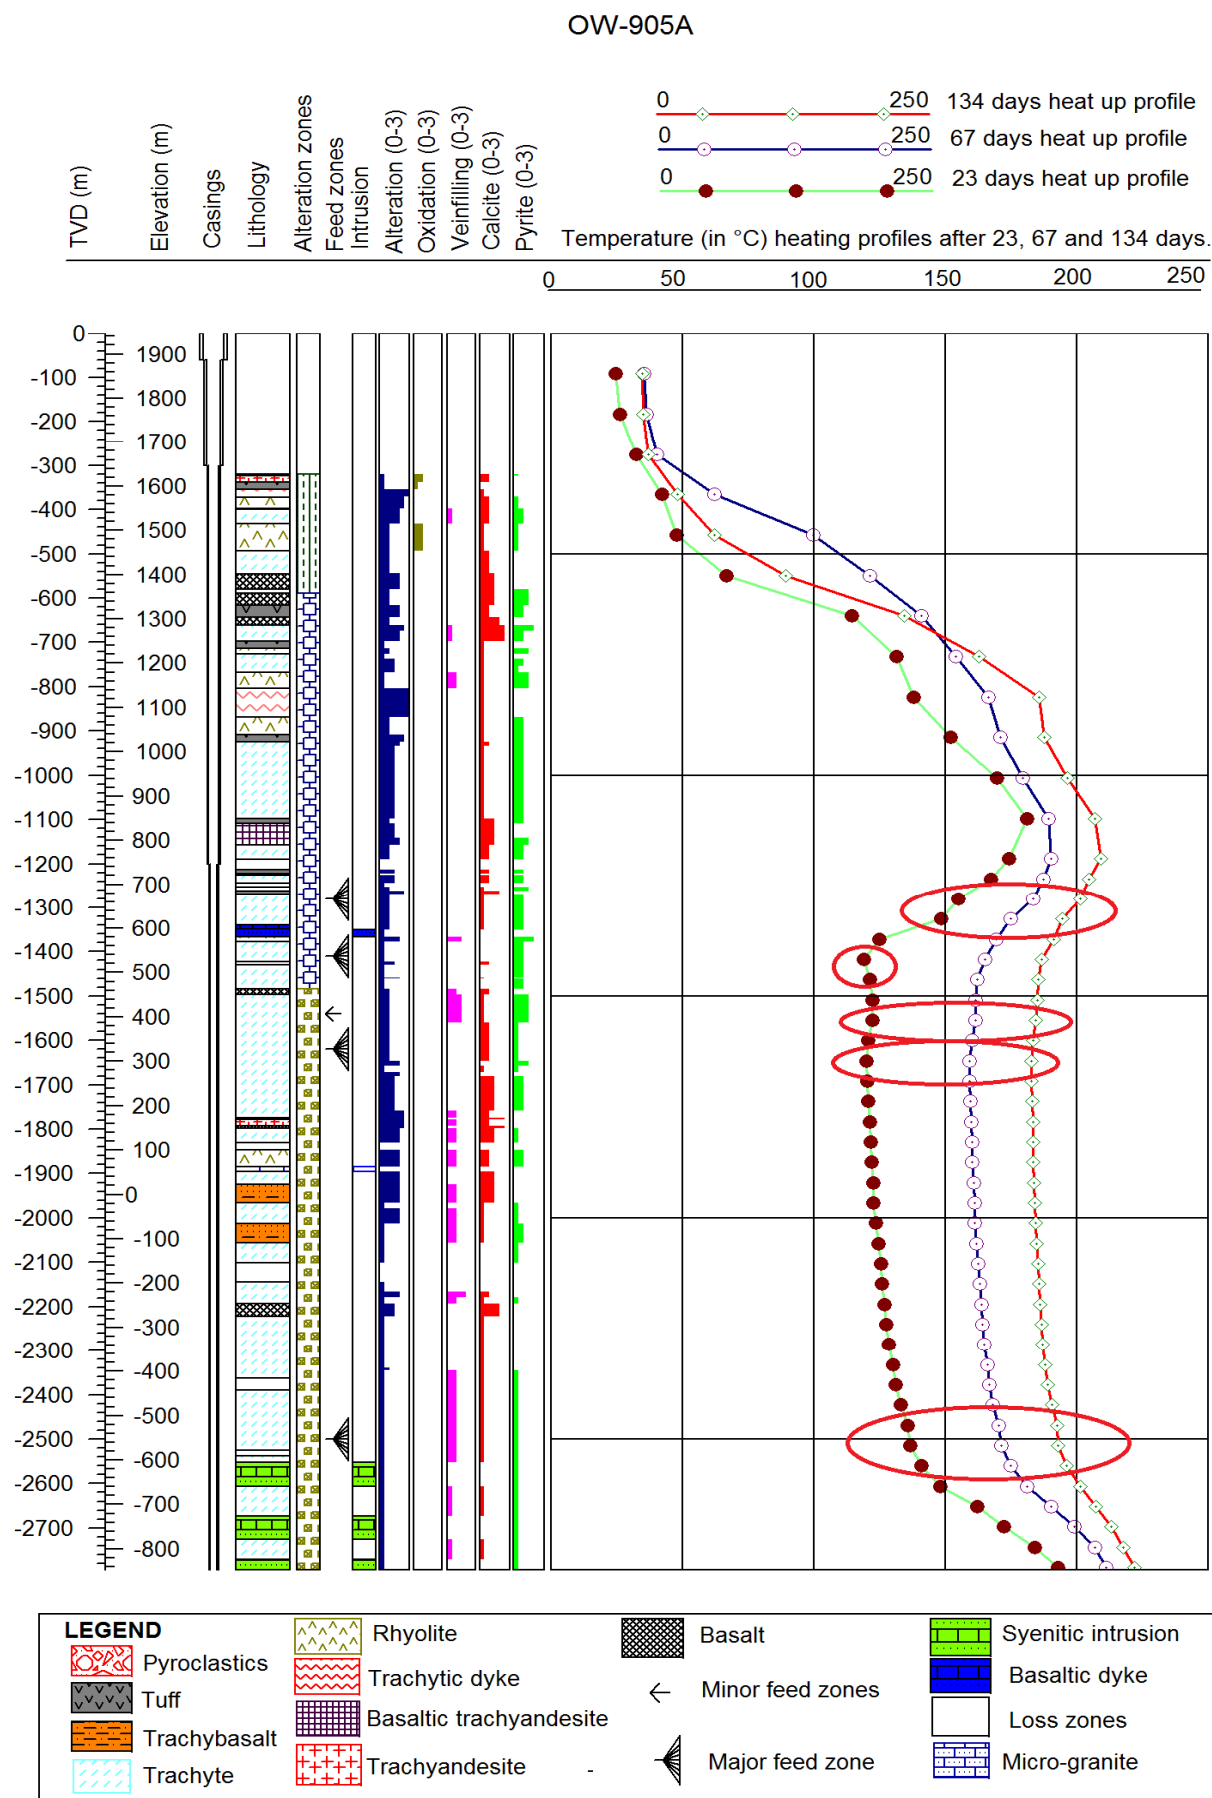 OW-905A
0 250 134 days heat up profile
0 250 67 days heat up profile
0 250 23 days heat up profile
TVD (m)
Elevation (m)
Casings
Lithology
Alteration zones
Feed zones
Intrusion
Alteration (0-3)
Oxidation (0-3)
Veinfilling (0-3)
Calcite (0-3)
Pyrite (0-3)
Temperature (in °C) heating profiles after 23, 67 and 134 days.
0 50 100 150 200 250
0
1900
-100
1800
-200
1700
-300
1600
-400
1500
-500
1400
-600
1300
-700
1200
-800
1100
-900
1000
-1000
900
-1100
800
-1200
700
-1300
600
-1400
500
-1500
400
-1600
300
-1700
200
-1800
100
-1900
0
-2000
-100
-2100
-200
-2200
-300
-2300
-400
-2400
-500
-2500
-600
-2600
-700
-2700
-800
LEGEND
Pyroclastics
Tuff
Trachybasalt
Trachyte
Rhyolite
Trachytic dyke
Basaltic trachyandesite
Trachyandesite
Basalt
Minor feed zones
Major feed zone
Syenitic intrusion
Basaltic dyke
Loss zones
Micro-granite